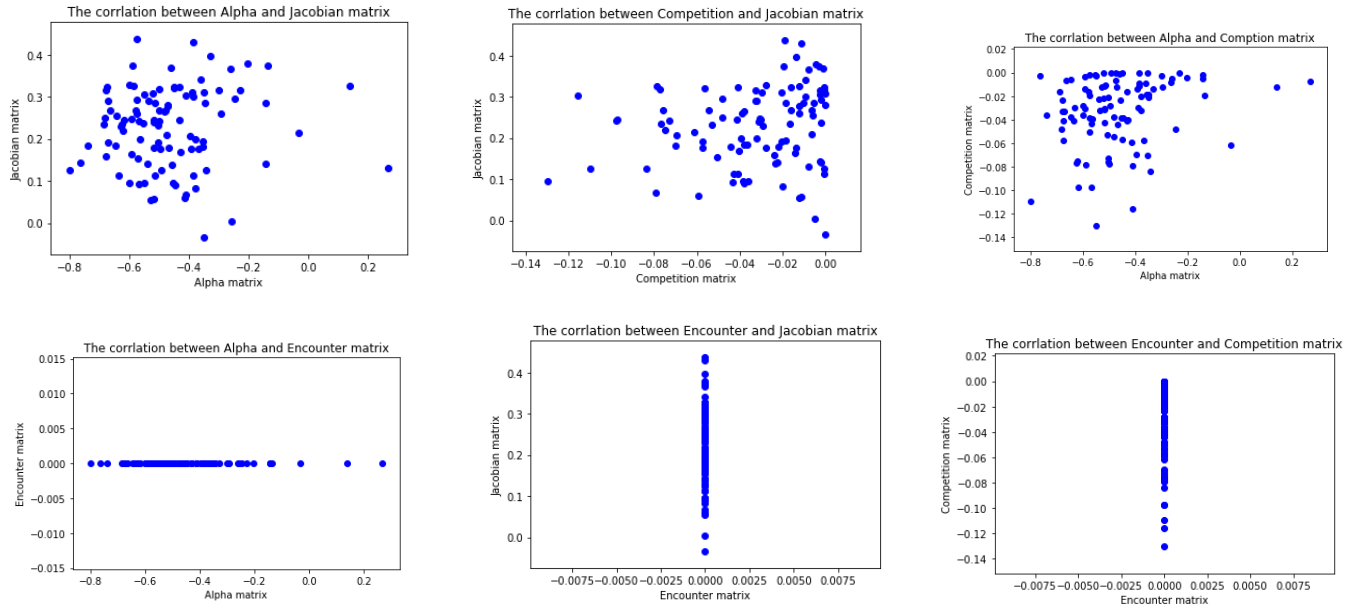 The corrlation between Alpha and Jacobian matrix
Jacobian matrix
0.4
0.3
0.2
0.1
0.0
−0.8 −0.6 −0.4 −0.2 0.0 0.2
Alpha matrix
The corrlation between Competition and Jacobian matrix
Jacobian matrix
0.4
0.3
0.2
0.1
0.0
−0.14 −0.12 −0.10 −0.08 −0.06 −0.04 −0.02 0.00
Competition matrix
The corrlation between Alpha and Comption matrix
Competition matrix
0.02
0.00
−0.02
−0.04
−0.06
−0.08
−0.10
−0.12
−0.14
−0.8 −0.6 −0.4 −0.2 0.0 0.2
Alpha matrix
The corrlation between Alpha and Encounter matrix
Encounter matrix
0.015
0.010
0.005
0.000
−0.005
−0.010
−0.015
−0.8 −0.6 −0.4 −0.2 0.0 0.2
Alpha matrix
The corrlation between Encounter and Jacobian matrix
Jacobian matrix
0.4
0.3
0.2
0.1
0.0
−0.0075 −0.0050 −0.0025 0.0000 0.0025 0.0050 0.0075
Encounter matrix
The corrlation between Encounter and Competition matrix
Competition matrix
0.02
0.00
−0.02
−0.04
−0.06
−0.08
−0.10
−0.12
−0.14
−0.0075 −0.0050 −0.0025 0.0000 0.0025 0.0050 0.0075
Encounter matrix